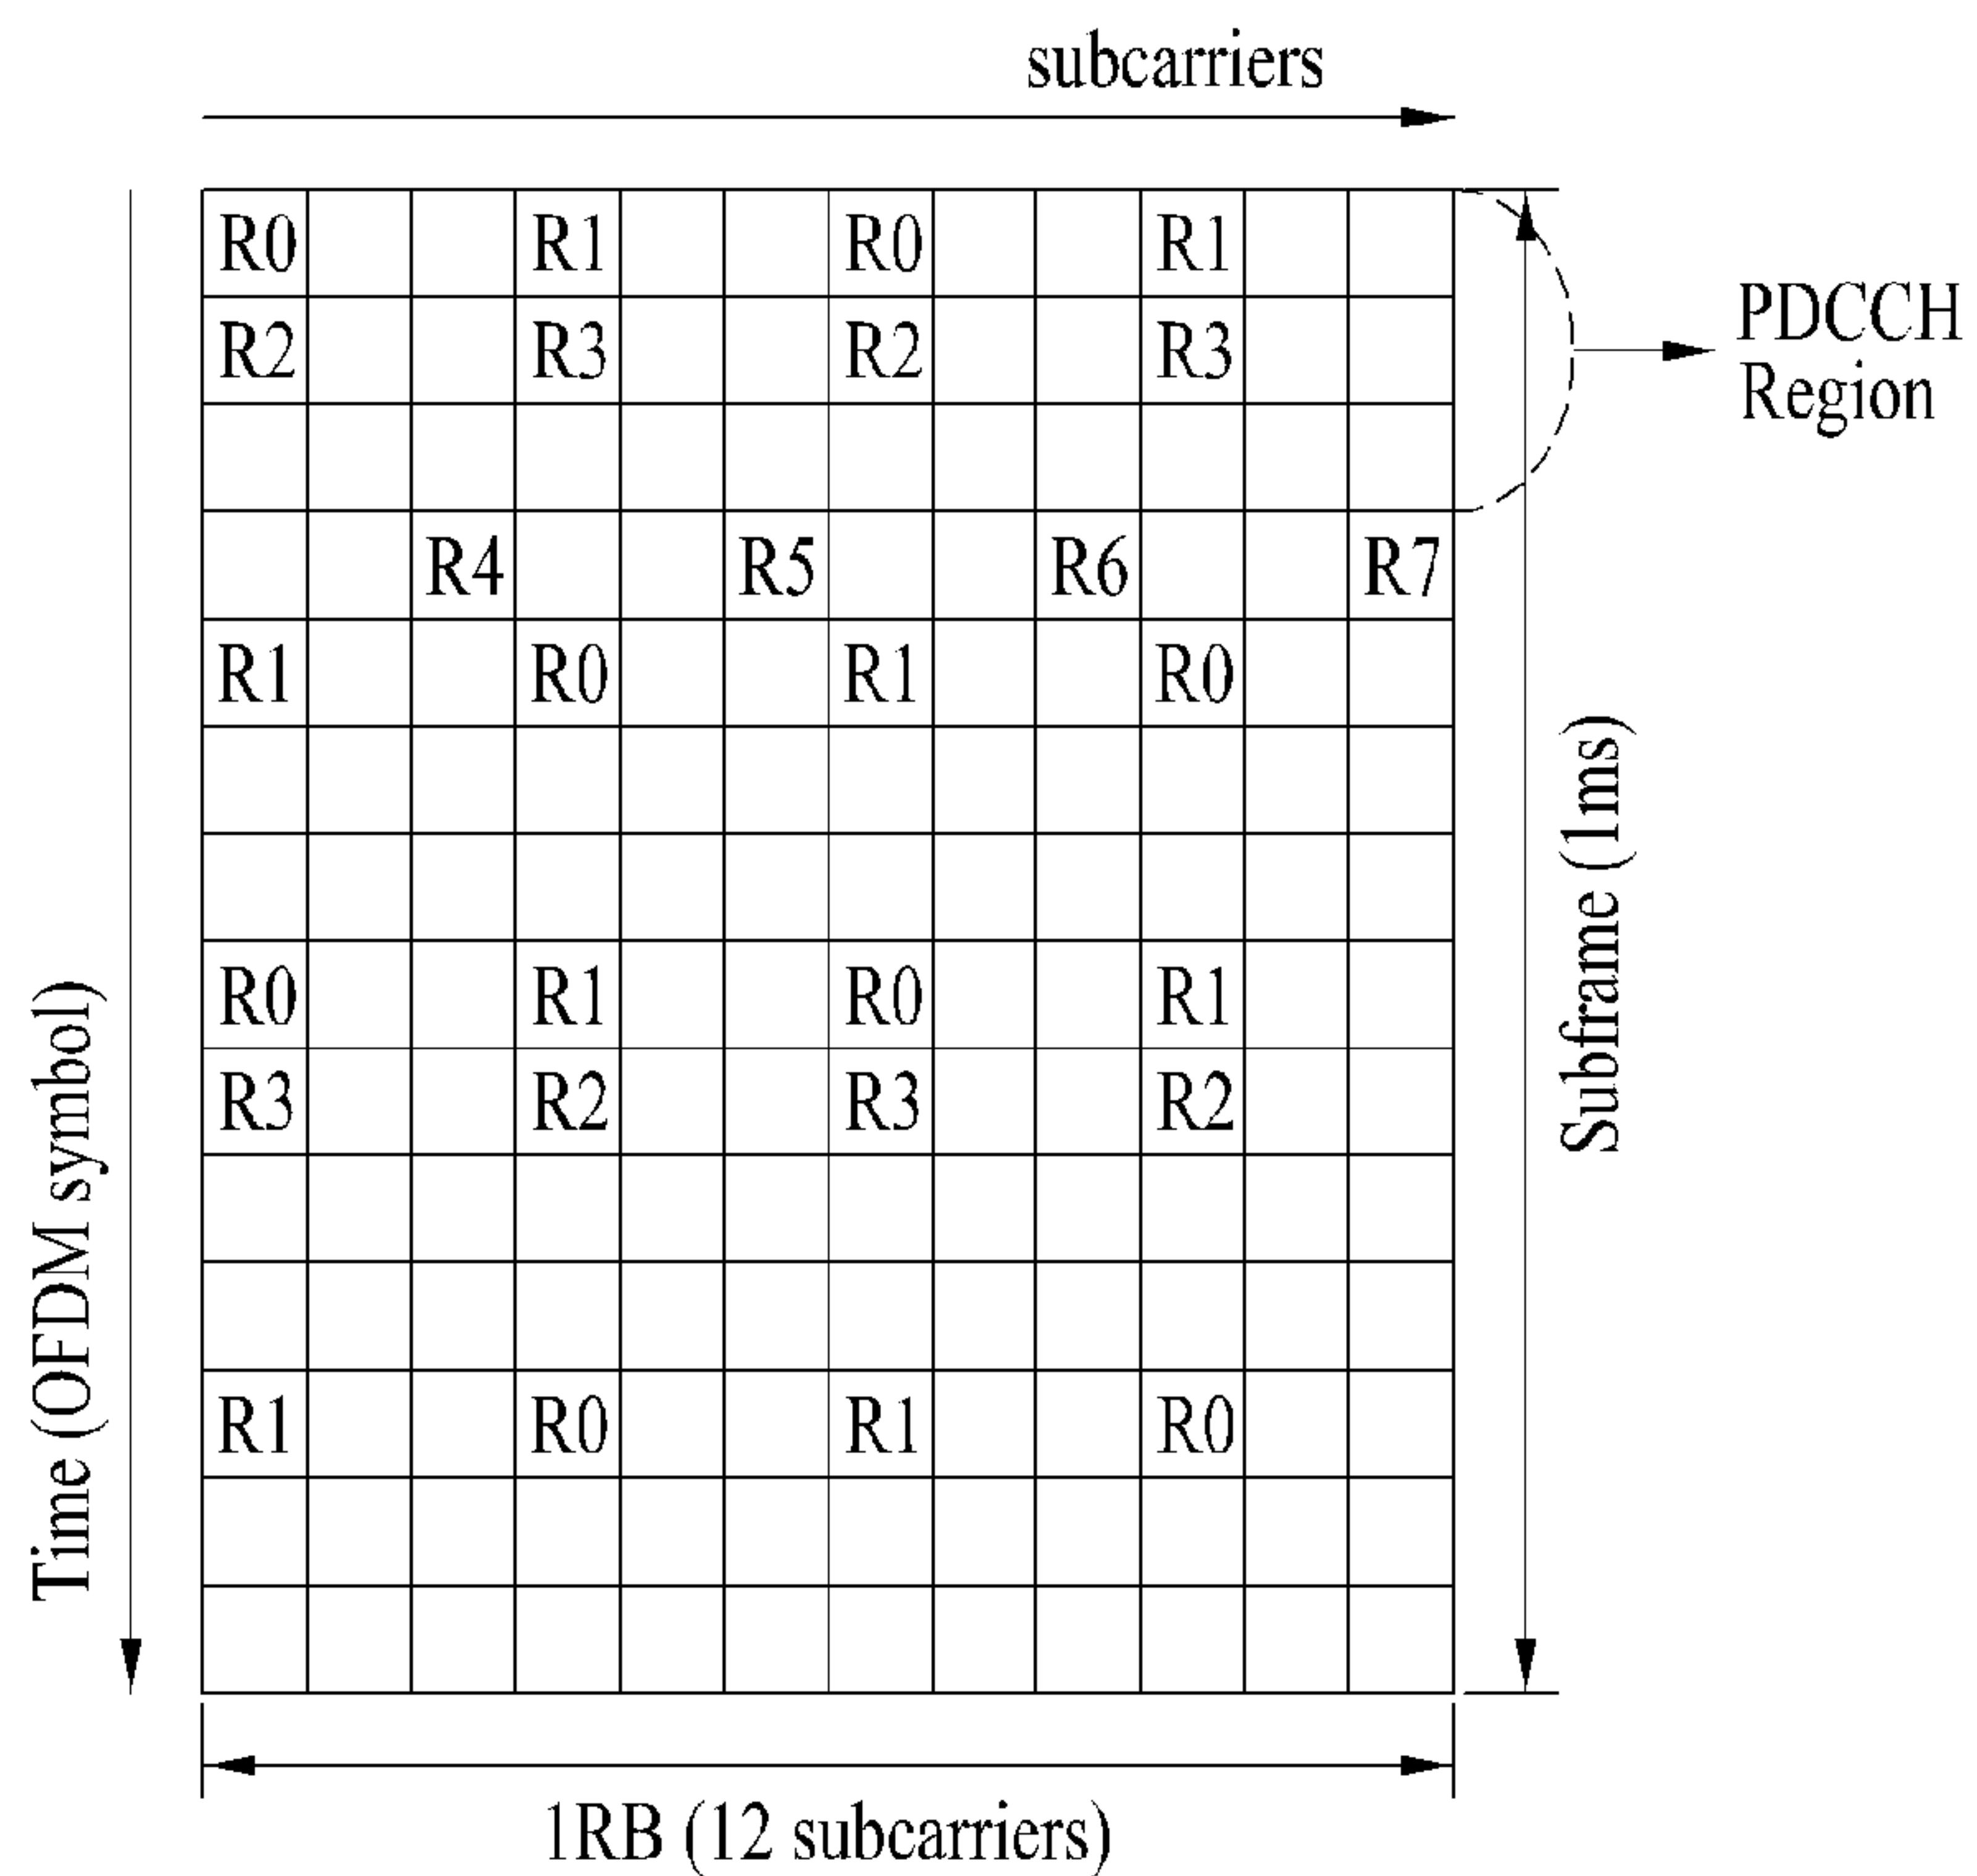 subcarriers
R0 R1 R0 R1
R2 R3 R2 R3
PDCCH
Region
R4 R5 R6 R7
R1 R0 R1 R0
R0 R1 R0 R1
R3 R2 R3 R2
R1 R0 R1 R0
Time (OFDM symbol)
Subframe (1ms)
1RB (12 subcarriers)